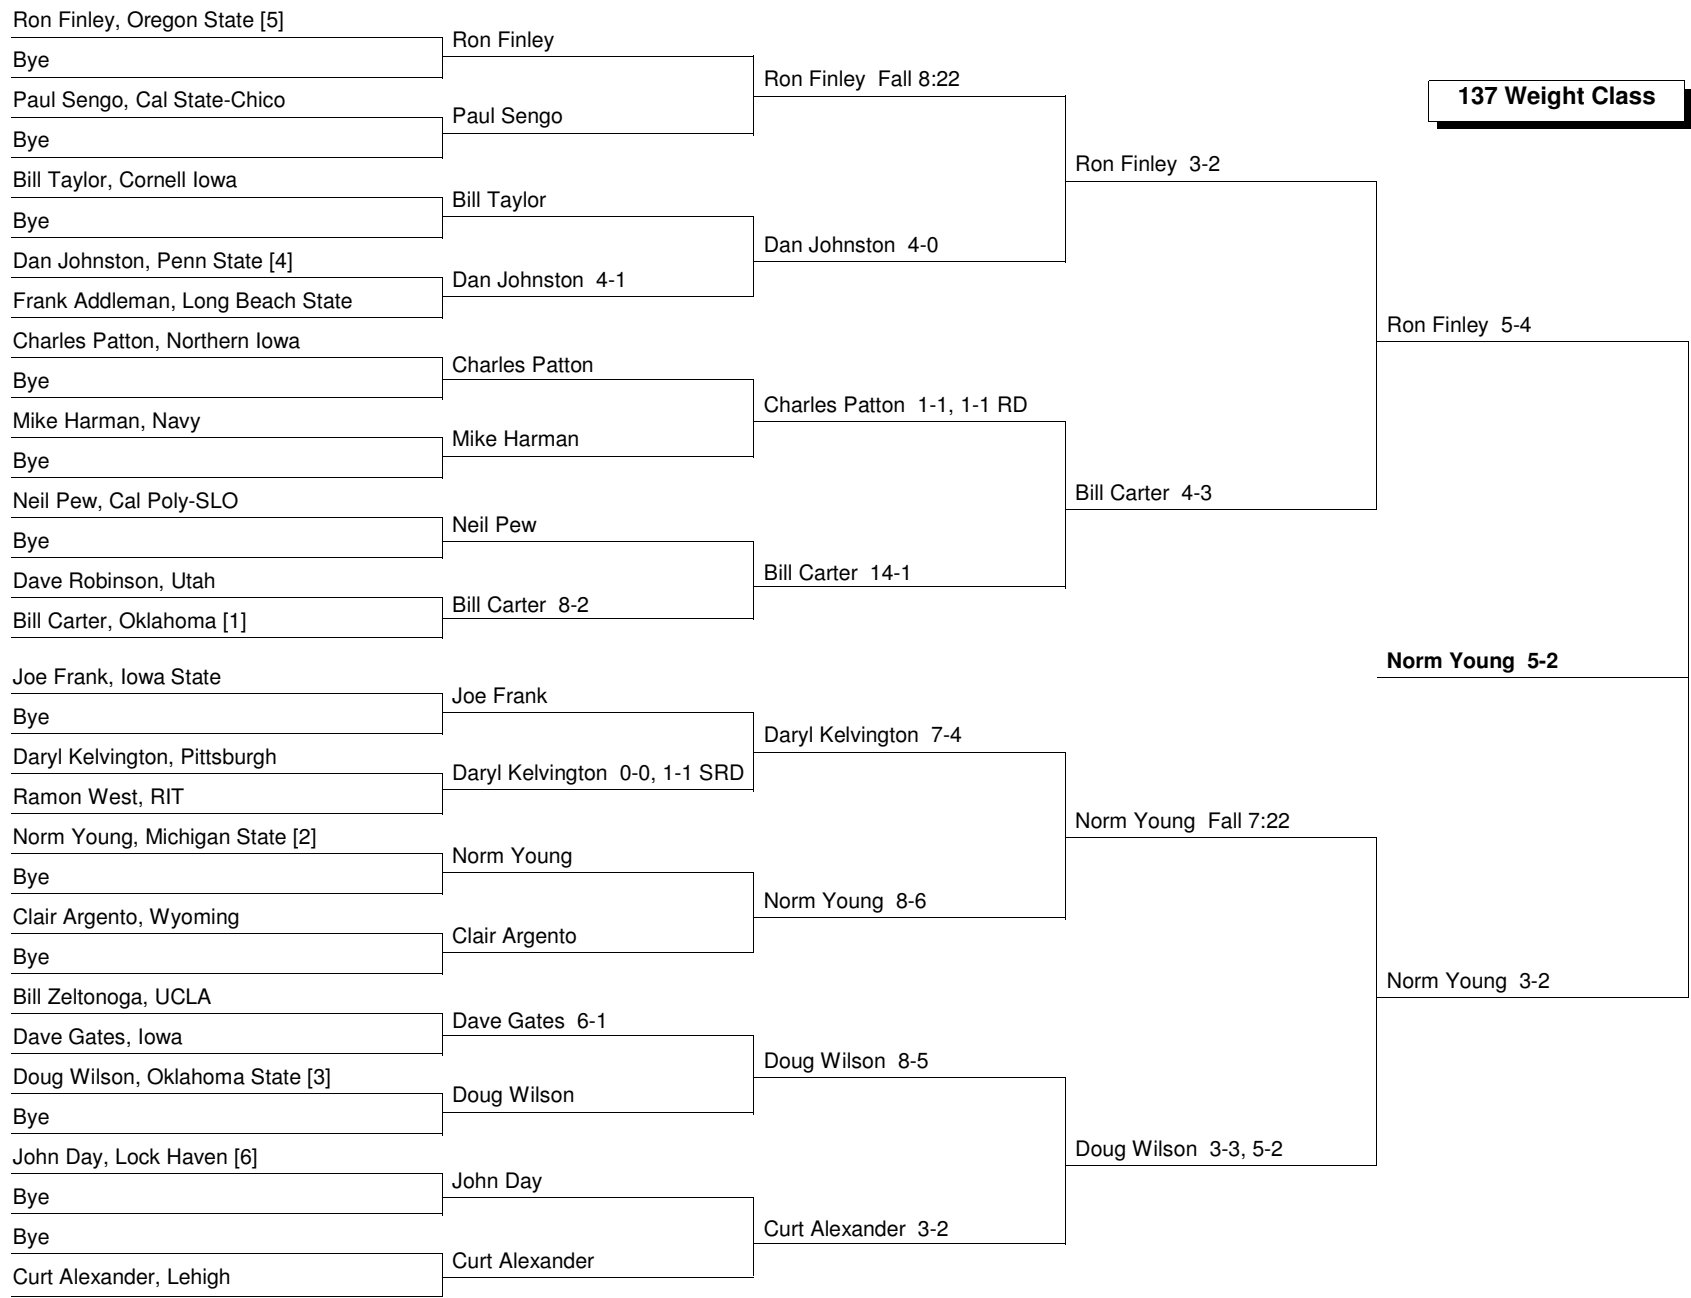 137 Weight Class
Ron Finley, Oregon State [5]
Bye
Paul Sengo, Cal State-Chico
Bye
Bill Taylor, Cornell Iowa
Bye
Dan Johnston, Penn State [4]
Frank Addleman, Long Beach State
Charles Patton, Northern Iowa
Bye
Mike Harman, Navy
Bye
Neil Pew, Cal Poly-SLO
Bye
Dave Robinson, Utah
Bill Carter, Oklahoma [1]
Joe Frank, Iowa State
Bye
Daryl Kelvington, Pittsburgh
Ramon West, RIT
Norm Young, Michigan State [2]
Bye
Clair Argento, Wyoming
Bye
Bill Zeltonoga, UCLA
Dave Gates, Iowa
Doug Wilson, Oklahoma State [3]
Bye
John Day, Lock Haven [6]
Bye
Bye
Curt Alexander, Lehigh
Ron Finley
Paul Sengo
Bill Taylor
Dan Johnston 4-1
Charles Patton
Mike Harman
Neil Pew
Bill Carter 8-2
Joe Frank
Daryl Kelvington 0-0, 1-1 SRD
Norm Young
Clair Argento
Dave Gates 6-1
Doug Wilson
John Day
Curt Alexander
Ron Finley Fall 8:22
Dan Johnston 4-0
Charles Patton 1-1, 1-1 RD
Bill Carter 14-1
Daryl Kelvington 7-4
Norm Young 8-6
Doug Wilson 8-5
Curt Alexander 3-2
Ron Finley 3-2
Bill Carter 4-3
Norm Young Fall 7:22
Doug Wilson 3-3, 5-2
Ron Finley 5-4
Norm Young 5-2
Norm Young 3-2